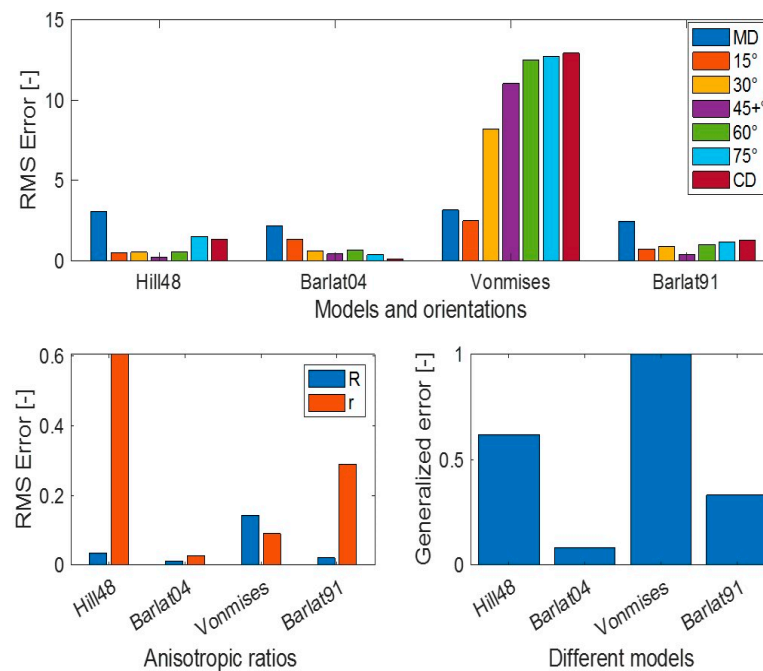 15
10
5
0
RMS Error [-]
MD
15°
30°
45+°
60°
75°
CD
Hill48
Barlat04
Vonmises
Barlat91
Models and orientations
0.6
0.4
0.2
0
RMS Error [-]
R
r
Hill48
Barlat04
Vonmises
Barlat91
Anisotropic ratios
1
0.5
0
Generalized error [-]
Hill48
Barlat04
Vonmises
Barlat91
Different models